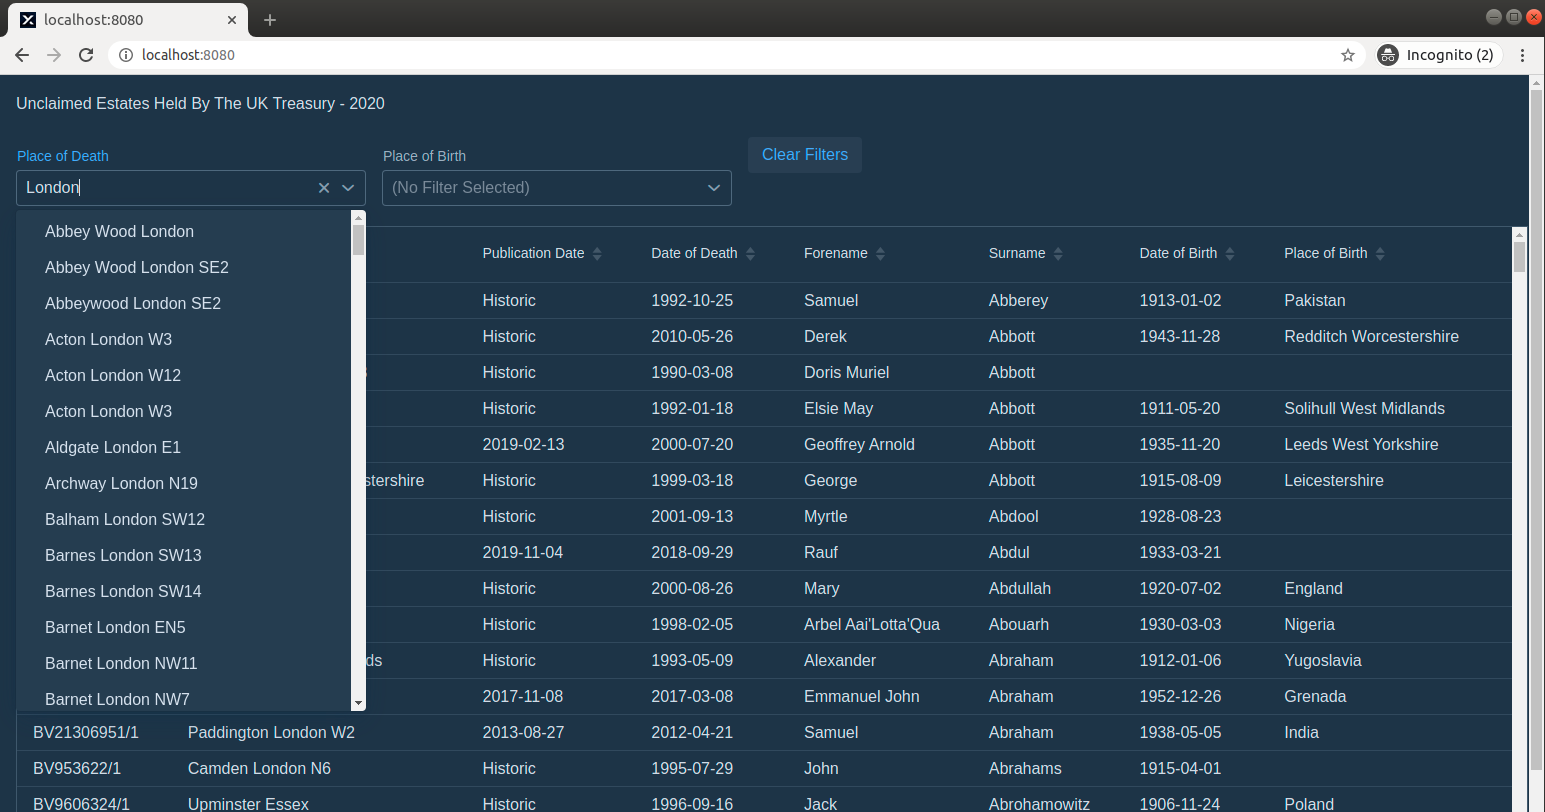 localhost:8080
localhost:8080
Incognito (2)
Unclaimed Estates Held By The UK Treasury - 2020
Place of Death
Place of Birth
Clear Filters
London
(No Filter Selected)
Abbey Wood London
Abbey Wood London SE2
Abbeywood London SE2
Acton London W3
Acton London W12
Acton London W3
Aldgate London E1
Archway London N19
Balham London SW12
Barnes London SW13
Barnes London SW14
Barnet London EN5
Barnet London NW11
Barnet London NW7
Publication Date Date of Death Forename Surname Date of Birth Place of Birth
Historic 1992-10-25 Samuel Abberey 1913-01-02 Pakistan
Historic 2010-05-26 Derek Abbott 1943-11-28 Redditch Worcestershire
Historic 1990-03-08 Doris Muriel Abbott
Historic 1992-01-18 Elsie May Abbott 1911-05-20 Solihull West Midlands
2019-02-13 2000-07-20 Geoffrey Arnold Abbott 1935-11-20 Leeds West Yorkshire
stershire Historic 1999-03-18 George Abbott 1915-08-09 Leicestershire
Historic 2001-09-13 Myrtle Abdool 1928-08-23
2019-11-04 2018-09-29 Rauf Abdul 1933-03-21
Historic 2000-08-26 Mary Abdullah 1920-07-02 England
Historic 1998-02-05 Arbel Aai'Lotta'Qua Abouarh 1930-03-03 Nigeria
ds Historic 1993-05-09 Alexander Abraham 1912-01-06 Yugoslavia
2017-11-08 2017-03-08 Emmanuel John Abraham 1952-12-26 Grenada
BV21306951/1 Paddington London W2 2013-08-27 2012-04-21 Samuel Abraham 1938-05-05 India
BV953622/1 Camden London N6 Historic 1995-07-29 John Abrahams 1915-04-01
BV9606324/1 Upminster Essex Historic 1996-09-16 Jack Abrohamowitz 1906-11-24 Poland